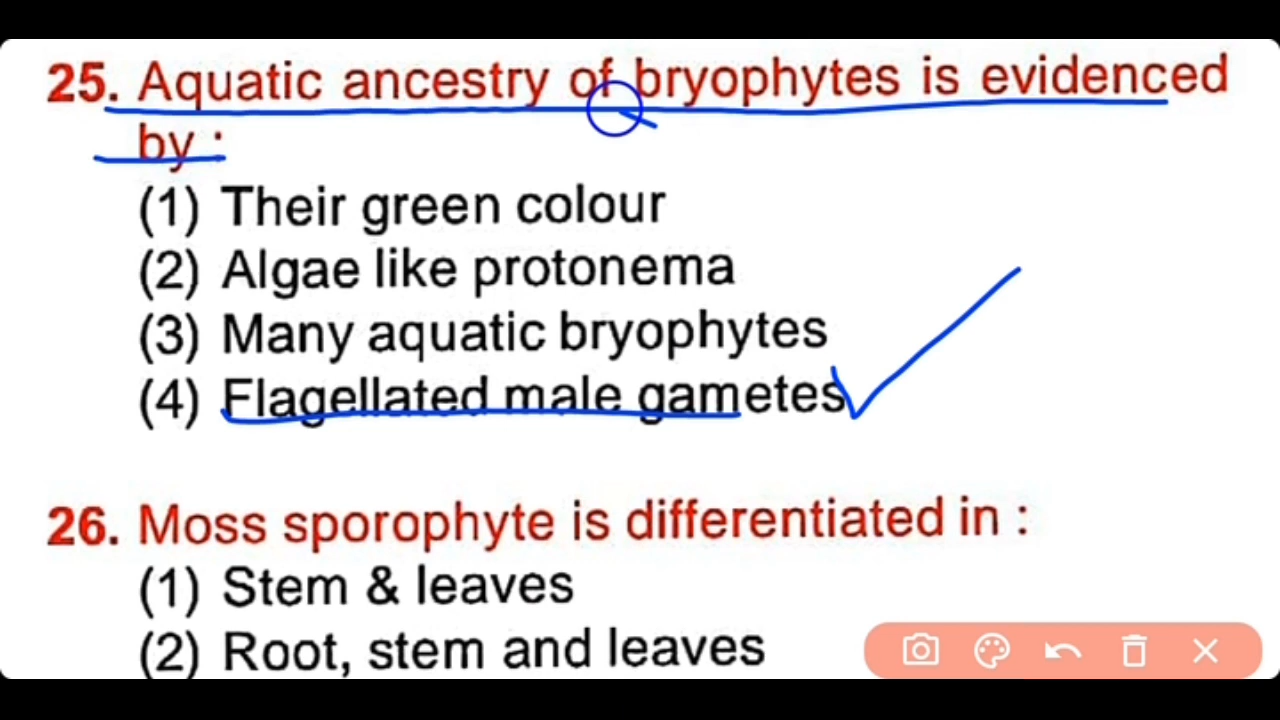 25. Aquatic ancestry of bryophytes is evidenced
by :
(1) Their green colour
(2) Algae like protonema
(3) Many aquatic bryophytes
(4) Flagellated male gametes
26. Moss sporophyte is differentiated in :
(1) Stem & leaves
(2) Root, stem and leaves